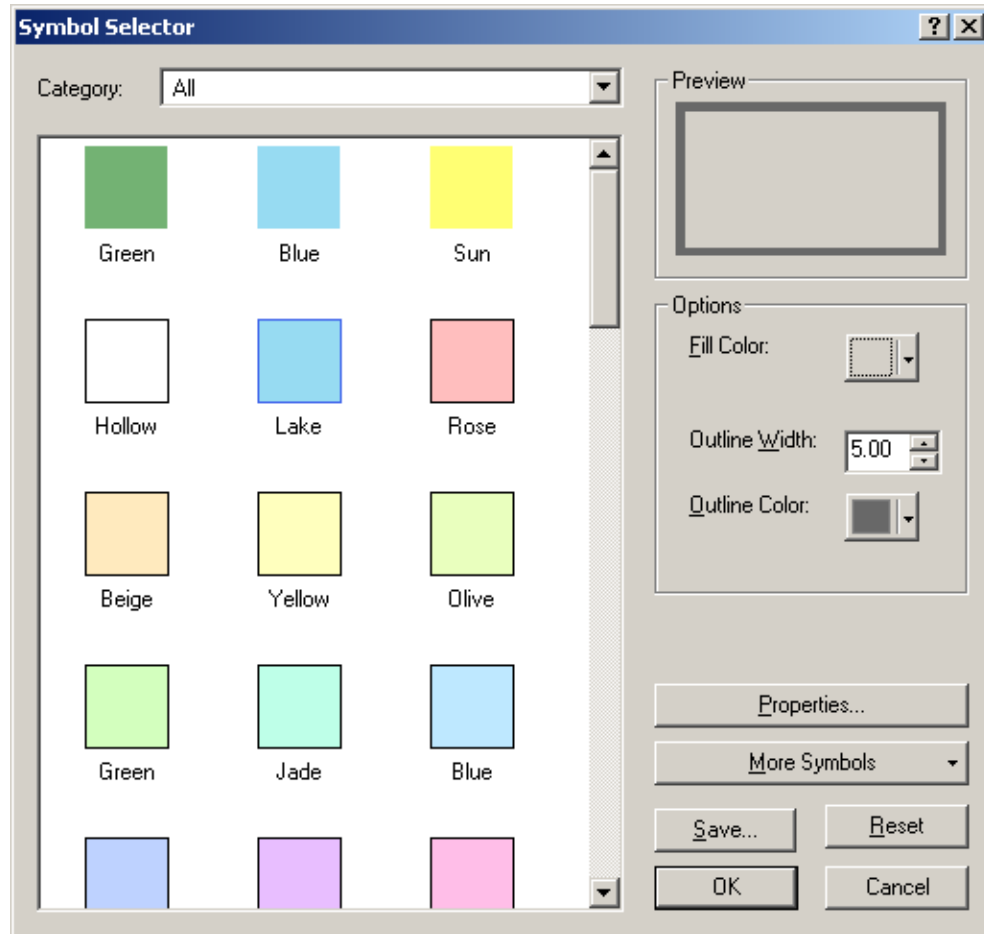 Symbol Selector
Category: All
Green Blue Sun
Hollow Lake Rose
Beige Yellow Olive
Green Jade Blue
Preview
Options
Fill Color:
Outline Width: 5.00
Outline Color:
Properties...
More Symbols
Save... Reset
OK Cancel